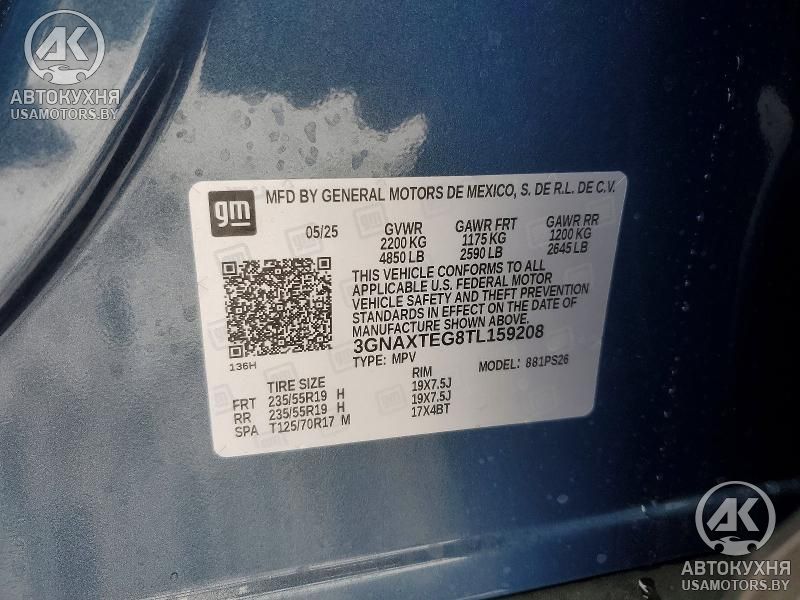 AK
АВТОКУХНЯ
USAMOTORS.BY
gm
MFD BY GENERAL MOTORS DE MEXICO, S. DE R.L. DE C.V.
05/25 GVWR GAWR FRT GAWR RR
2200 KG 1175 KG 1200 KG
4850 LB 2590 LB 2645 LB
THIS VEHICLE CONFORMS TO ALL
APPLICABLE U.S. FEDERAL MOTOR
VEHICLE SAFETY AND THEFT PREVENTION
STANDARDS IN EFFECT ON THE DATE OF
MANUFACTURE SHOWN ABOVE.
3GNAXTEG8TL159208
136H
TYPE: MPV MODEL: 881PS26
TIRE SIZE RIM
FRT 235/55R19 H 19X7.5J
RR 235/55R19 H 19X7.5J
SPA T125/70R17 M 17X4BT
AK
АВТОКУХНЯ
USAMOTORS.BY